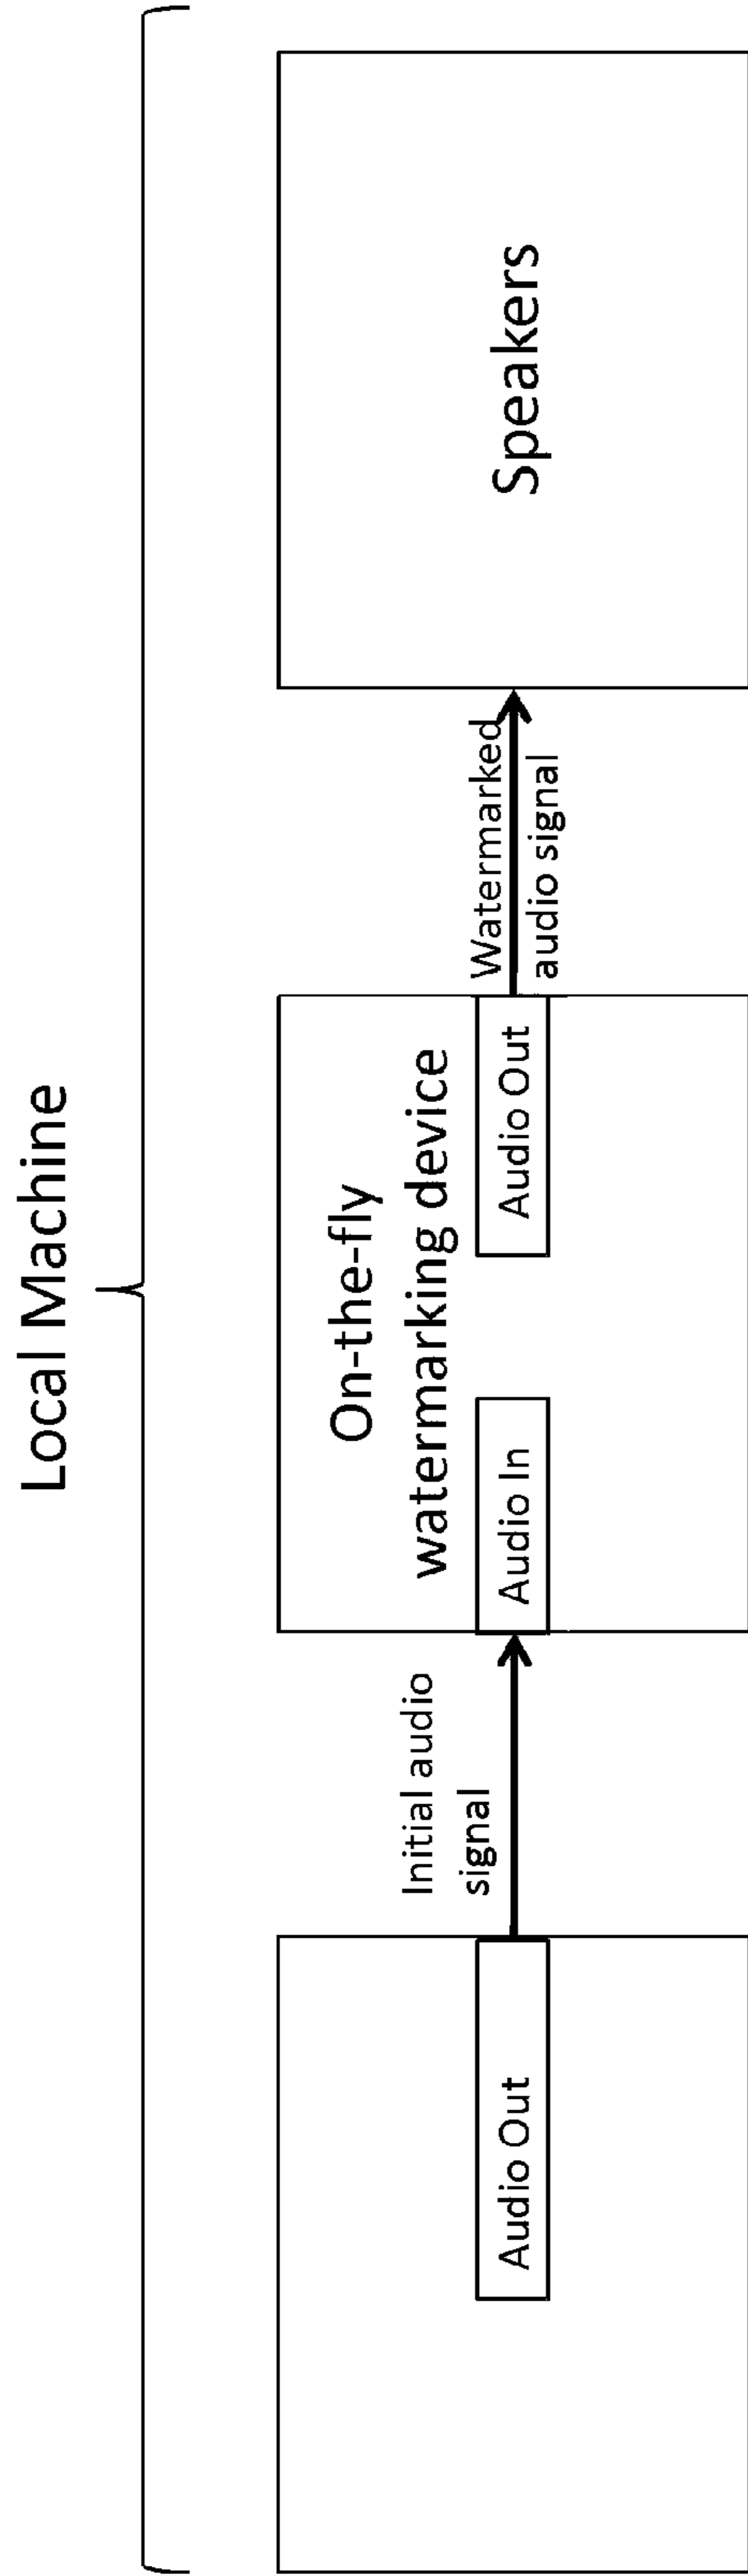 Local Machine
Audio Out
Initial audio
signal
On-the-fly
watermarking device
Audio In
Audio Out
Watermarked
audio signal
Speakers